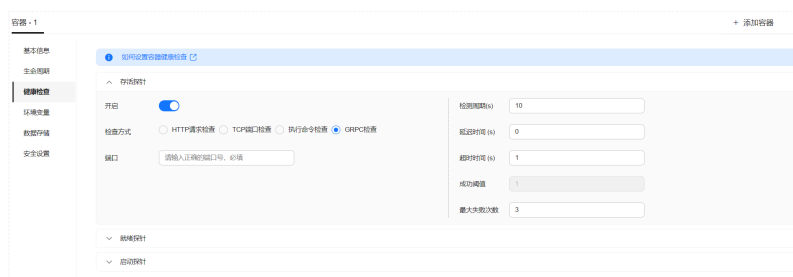 容器 - 1
+ 添加容器
基本信息
生命周期
健康检查
环境变量
数据存储
安全设置
如何设置容器健康检查
存活探针
开启
检查方式
HTTP请求检查
TCP端口检查
执行命令检查
GRPC检查
端口
请输入正确的端口号,必填
检测周期(s)
10
延迟时间 (s)
0
超时时间 (s)
1
成功阈值
1
最大失败次数
3
就绪探针
启动探针